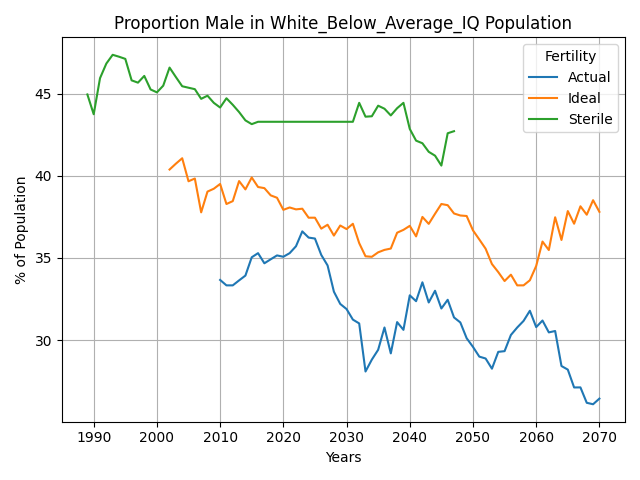 Proportion Male in White_Below_Average_IQ Population
Fertility
Actual
Ideal
Sterile
% of Population
45
40
35
30
1990 2000 2010 2020 2030 2040 2050 2060 2070
Years